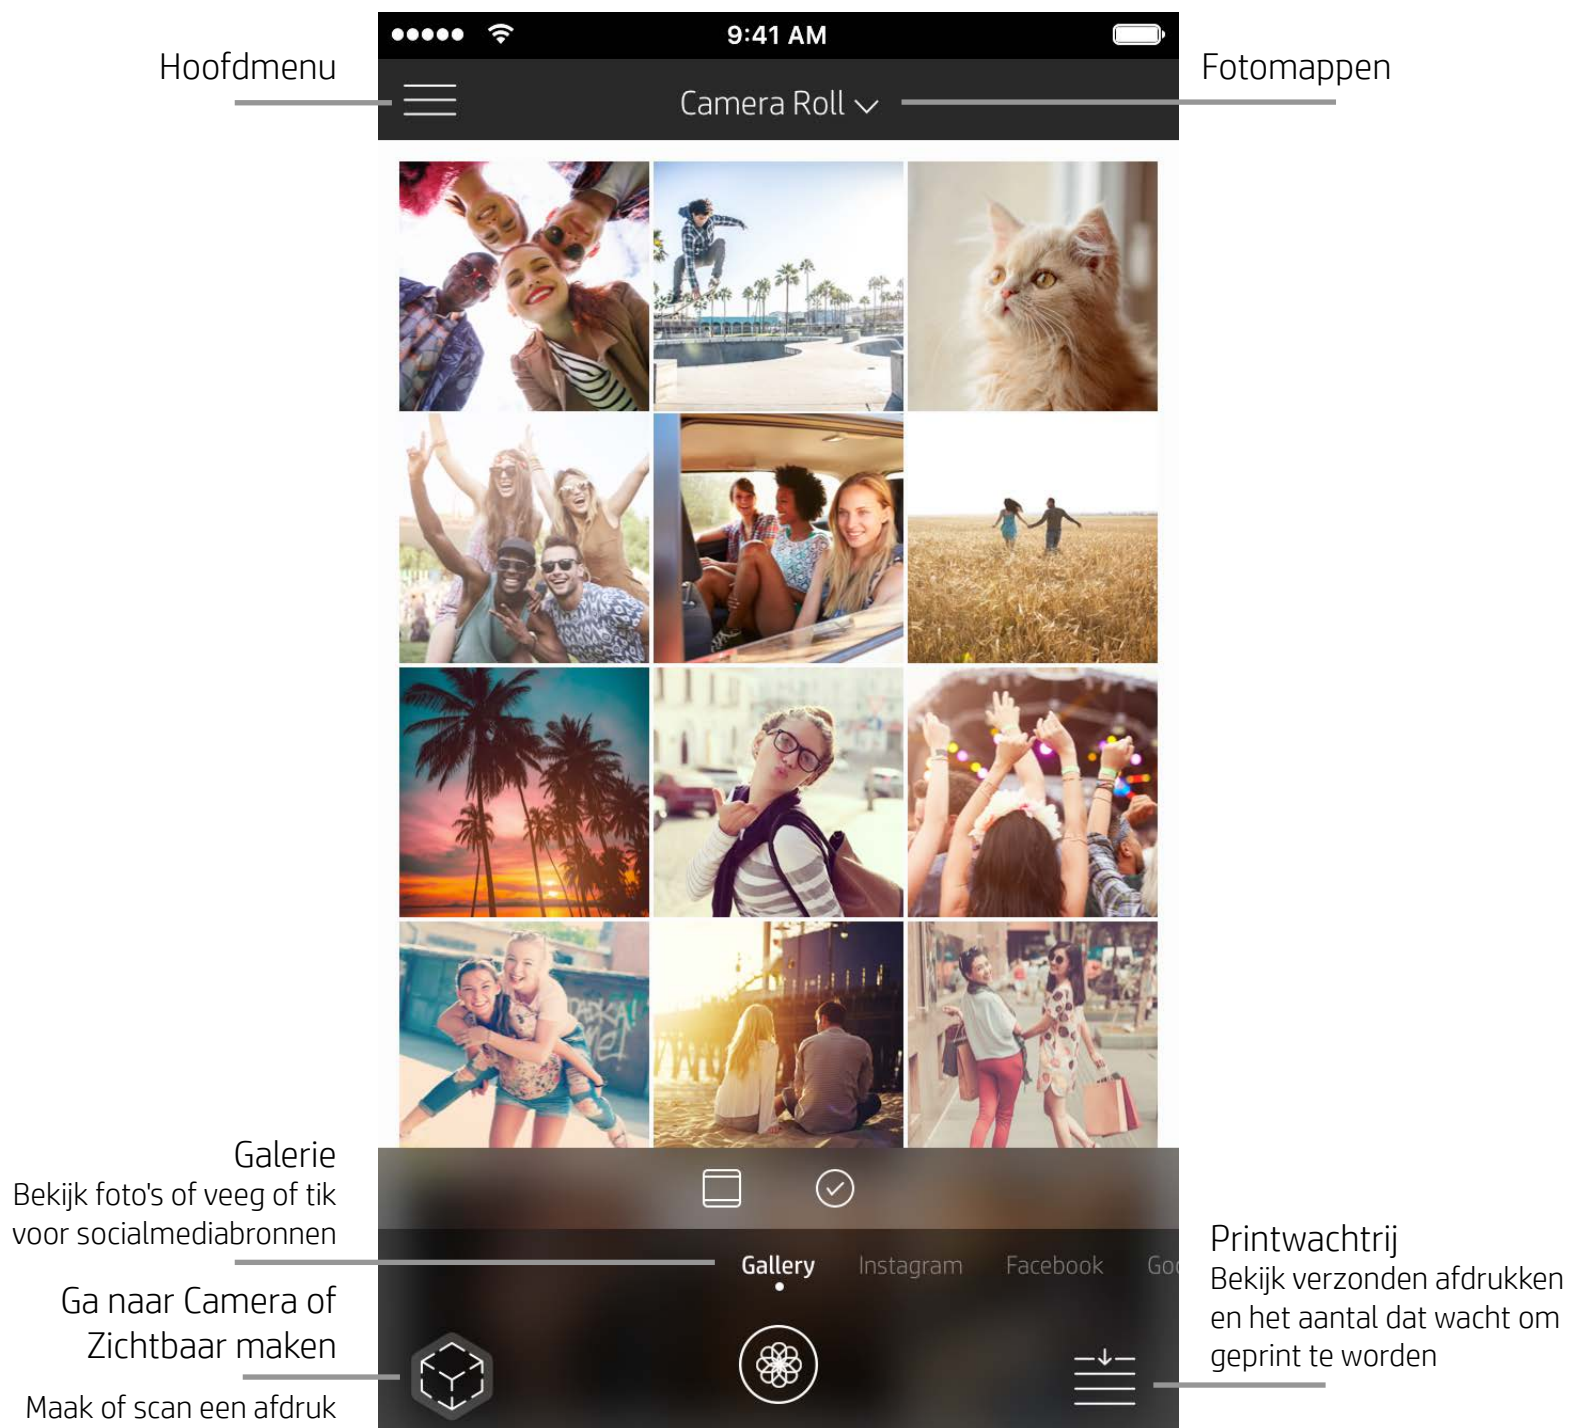 9:41 AM
Hoofdmenu
Camera Roll
Fotomappen
Galerie
Bekijk foto's of veeg of tik
voor socialmediabronnen
Gallery Instagram Facebook Goo
Ga naar Camera of
Zichtbaar maken
Maak of scan een afdruk
Printwachtrij
Bekijk verzonden afdrukken
en het aantal dat wacht om
geprint te worden